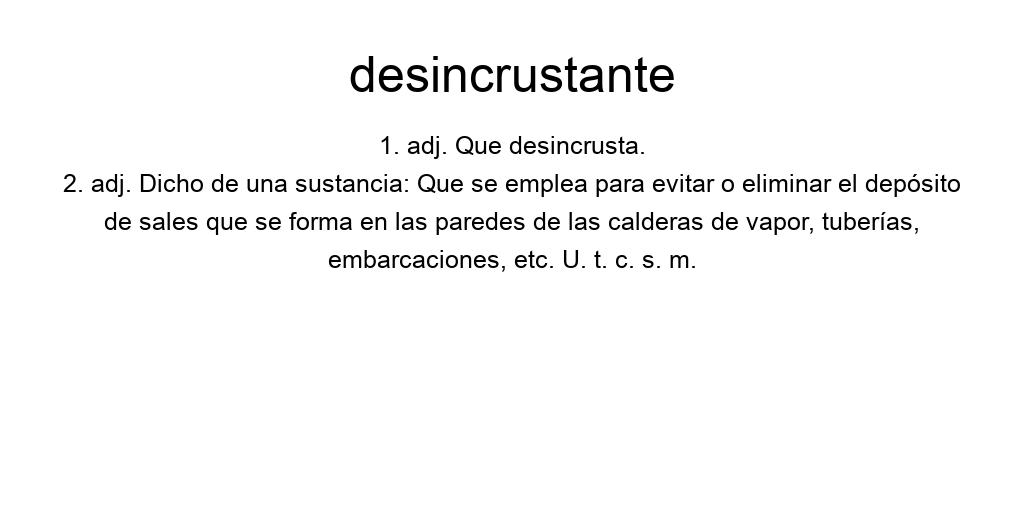 desincrustante
1. adj. Que desincrusta.
2. adj. Dicho de una sustancia: Que se emplea para evitar o eliminar el depósito
de sales que se forma en las paredes de las calderas de vapor, tuberías,
embarcaciones, etc. U. t. c. s. m.